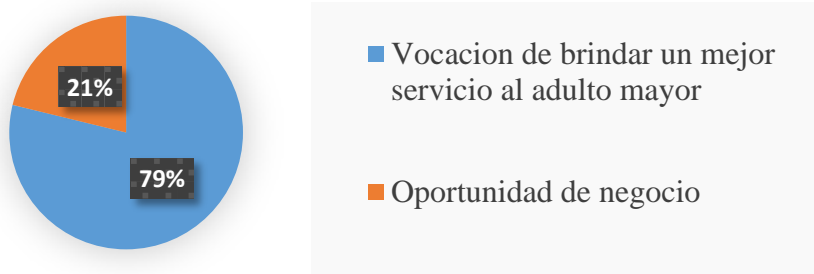 21%
79%
Vocacion de brindar un mejor
servicio al adulto mayor
Oportunidad de negocio